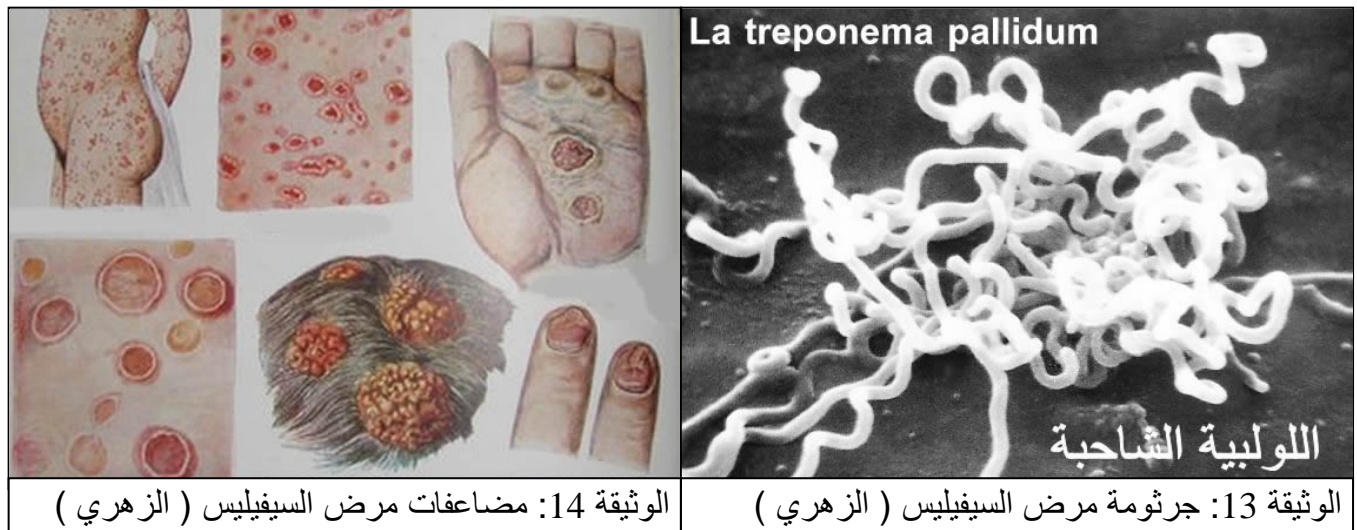 La treponema pallidum
اللولبية الشاحبة
الوثيقة 13: جرثومة مرض السيفيليس ( الزهري )
الوثيقة 14: مضاعفات مرض السيفيليس ( الزهري )